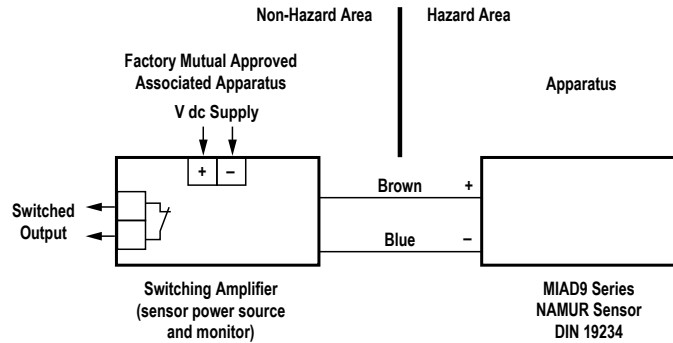 Non-Hazard Area
Hazard Area
Factory Mutual Approved
Associated Apparatus
V dc Supply
Apparatus
+ –
Brown +
Switched
Output
Blue –
Switching Amplifier
(sensor power source
and monitor)
MIAD9 Series
NAMUR Sensor
DIN 19234